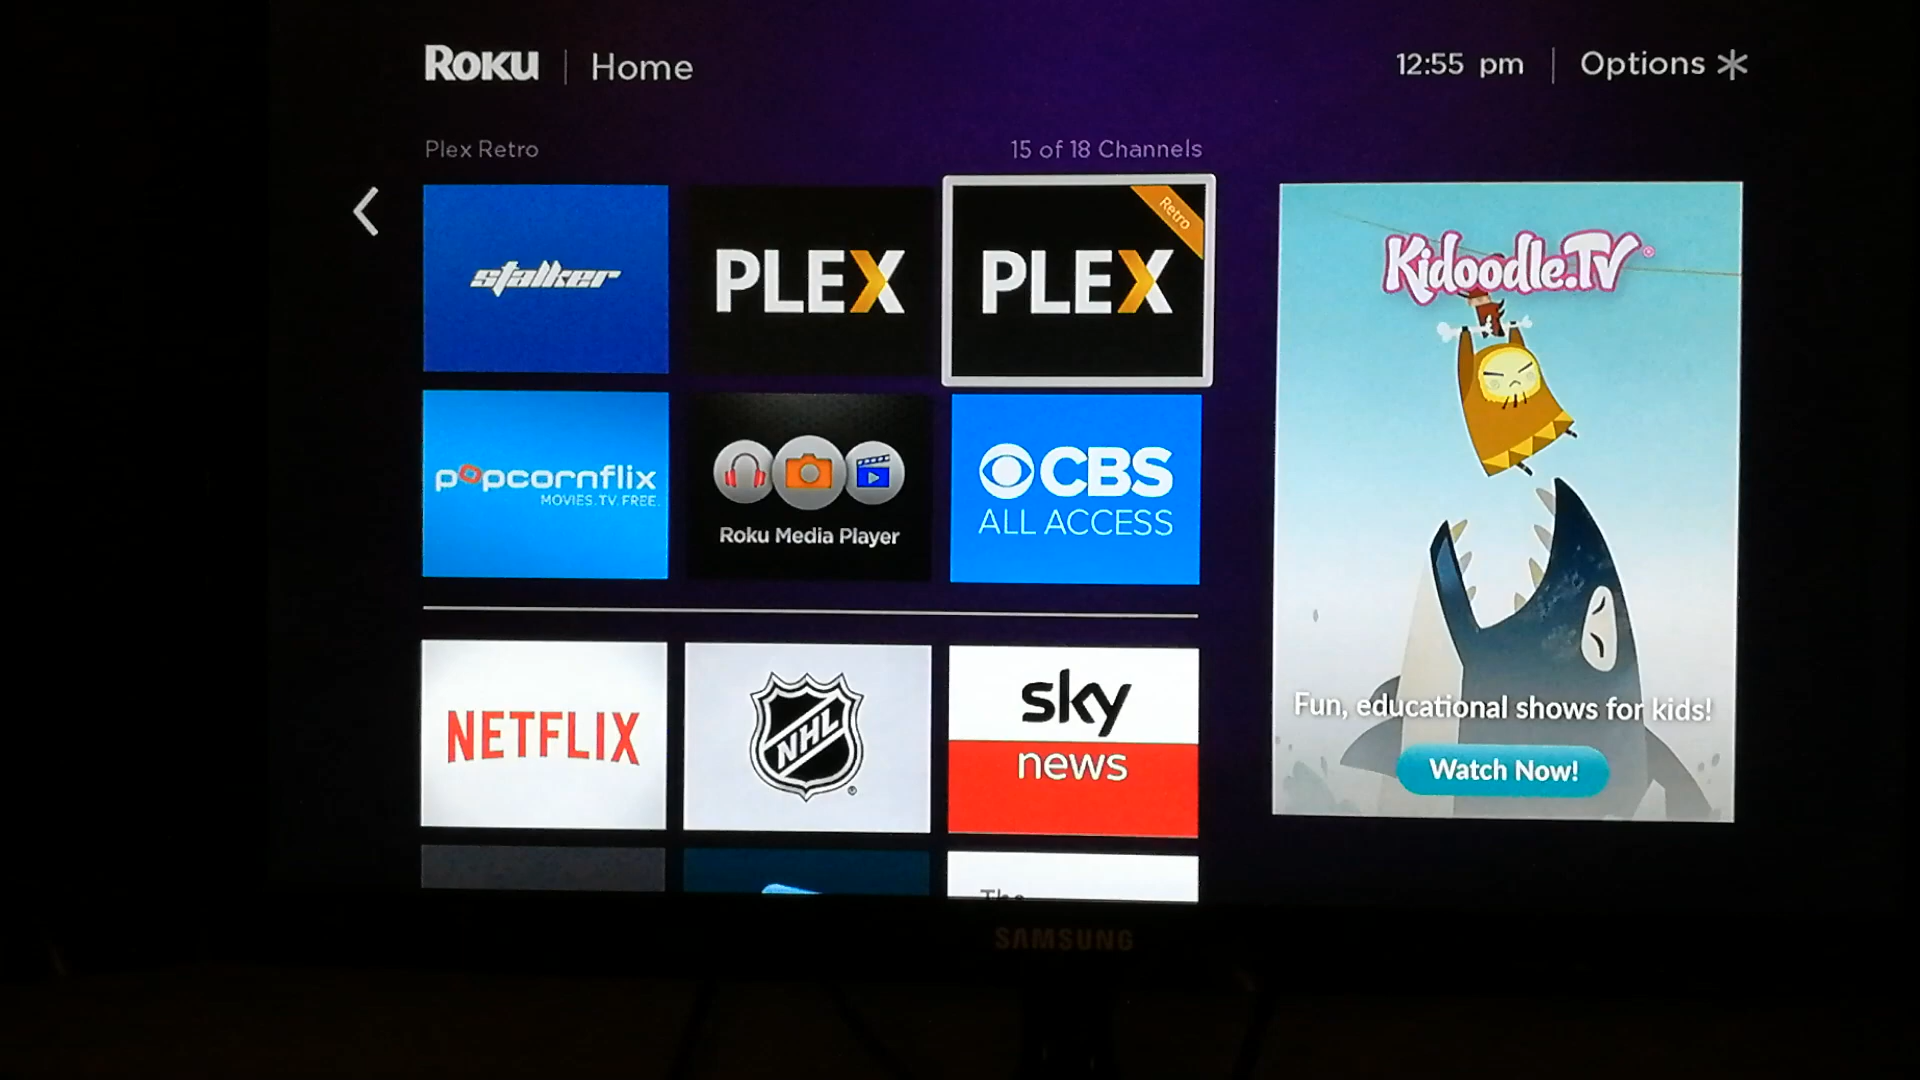 Roku | Home
12:55 pm | Options *
Plex Retro
15 of 18 Channels
stalker
PLEX
PLEX
Retro
popcornflix
MOVIES.TV.FREE.
Roku Media Player
CBS
ALL ACCESS
NETFLIX
NHL
sky
news
The
Kidoodle.TV
Fun, educational shows for kids!
Watch Now!
SAMSUNG